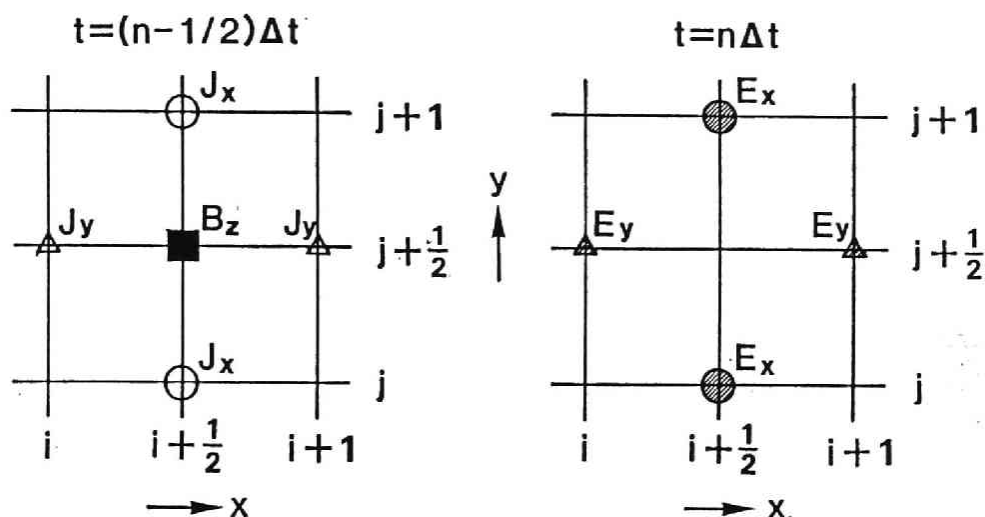 t=(n-1/2)Δt
Jx
j+1
Jy Bz Jy j+1/2
Jx
j
i i+1/2 i+1
x
y
t=nΔt
Ex
j+1
Ey Ey j+1/2
Ex
j
i i+1/2 i+1
x.